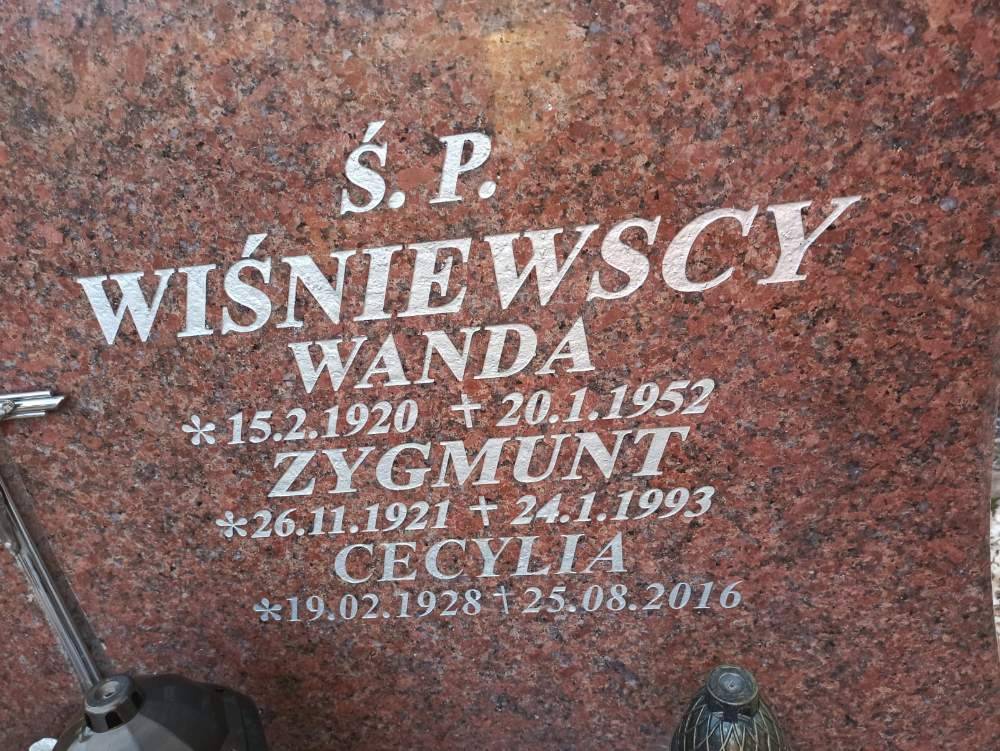 Ś. P.
WIŚNIEWSCY
WANDA
* 15.2.1920 † 20.1.1952
ZYGMUNT
* 26.11.1921 † 24.1.1993
CECYLIA
* 19.02.1928 † 25.08.2016